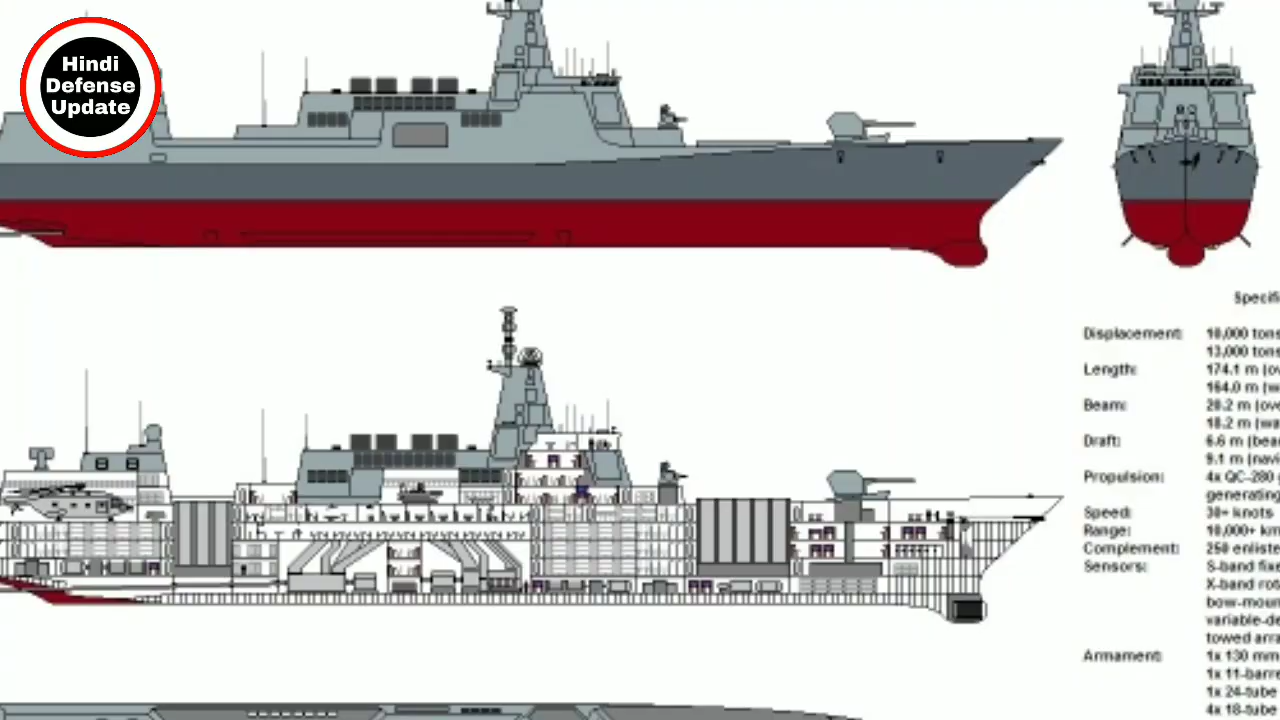 Hindi
Defense
Update
Specifi
Displacement: 10,000 tons
13,000 tons
Length: 174.1 m (ov
164.0 m (w
Beam: 20.2 m (ove
18.2 m (wa
Draft: 6.6 m (bea
9.1 m (navi
Propulsion: 4x QC-280 g
generating
Speed: 30+ knots
Range: 10,000+ km
Complement: 250 enliste
Sensors: S-band fixe
X-band rot
bow-moun
variable-de
towed arra
Armament: 1x 130 mm
1x 11-barre
1x 24-tube
4x 18-tube